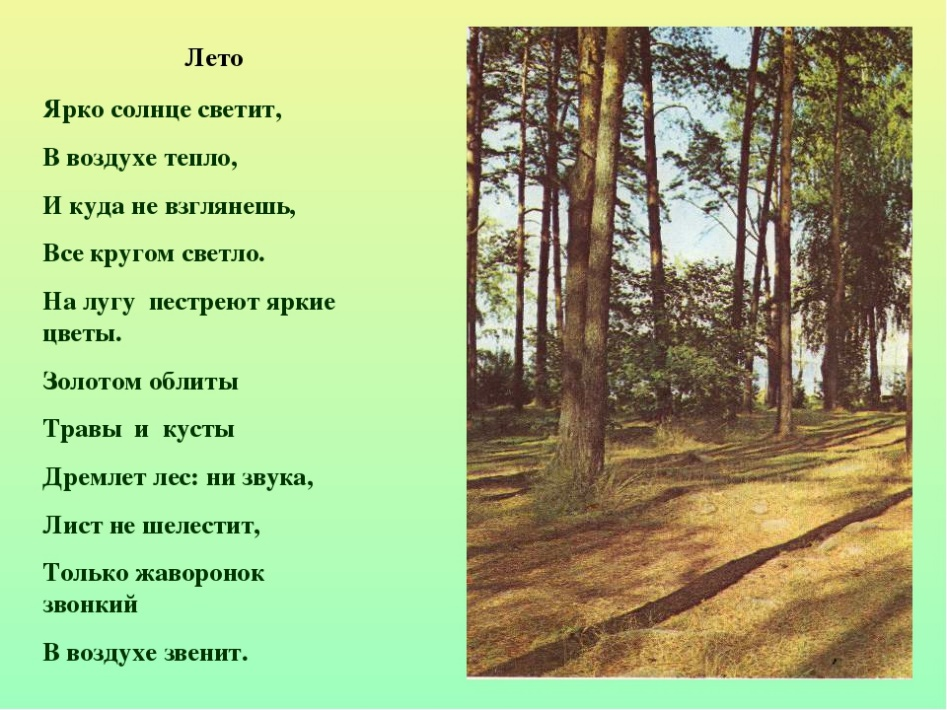 Лето
Ярко солнце светит,
В воздухе тепло,
И куда не взглянешь,
Все кругом светло.
На лугу  пестреют яркие
цветы.
Золотом облиты
Травы  и  кусты
Дремлет лес: ни звука,
Лист не шелестит,
Только жаворонок
звонкий
В воздухе звенит.